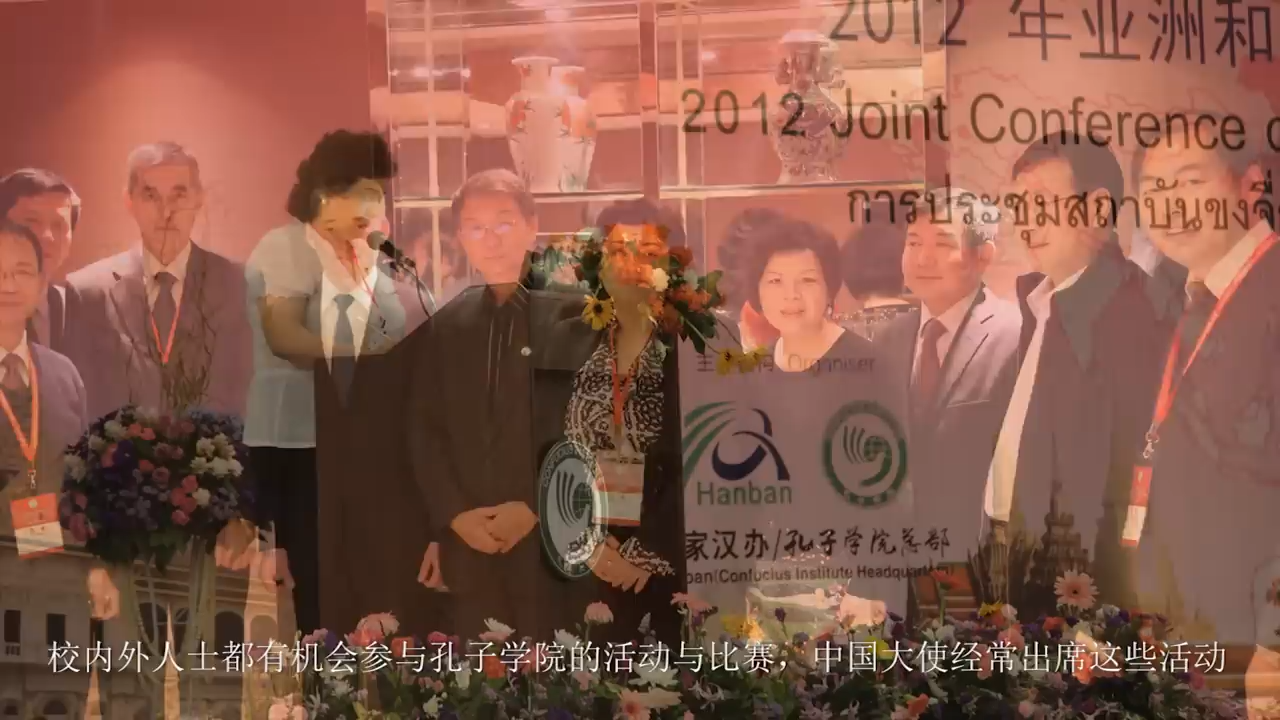 2012 年亚洲和
2012 Joint Conference o
การประชุมสถาบันขงจื่
Organiser
Hanban
家汉办/孔子学院总部
ban(Confucius Institute Headquarters)
校内外人士都有机会参与孔子学院的活动与比赛，中国大使经常出席这些活动